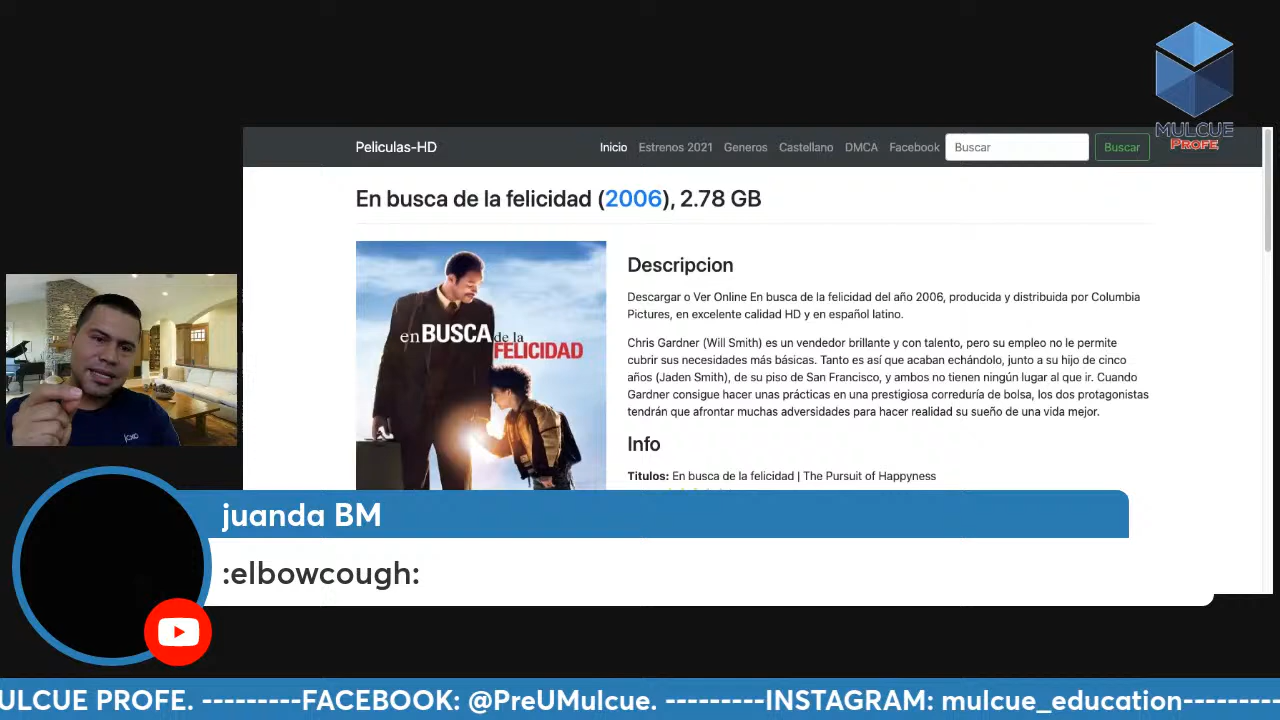 MULCUE
PROFE
Peliculas-HD
Inicio Estrenos 2021 Generos Castellano DMCA Facebook Buscar Buscar
En busca de la felicidad (2006), 2.78 GB
en BUSCA de la
FELICIDAD
Descripcion
Descargar o Ver Online En busca de la felicidad del año 2006, producida y distribuida por Columbia
Pictures, en excelente calidad HD y en español latino.
Chris Gardner (Will Smith) es un vendedor brillante y con talento, pero su empleo no le permite
cubrir sus necesidades más básicas. Tanto es así que acaban echándolo, junto a su hijo de cinco
años (Jaden Smith), de su piso de San Francisco, y ambos no tienen ningún lugar al que ir. Cuando
Gardner consigue hacer unas prácticas en una prestigiosa correduría de bolsa, los dos protagonistas
tendrán que afrontar muchas adversidades para hacer realidad su sueño de una vida mejor.
Info
Titulos: En busca de la felicidad | The Pursuit of Happyness
juanda BM
:elbowcough:
ULCUE PROFE. ---------FACEBOOK: @PreUMulcue. ---------INSTAGRAM: mulcue_education---------